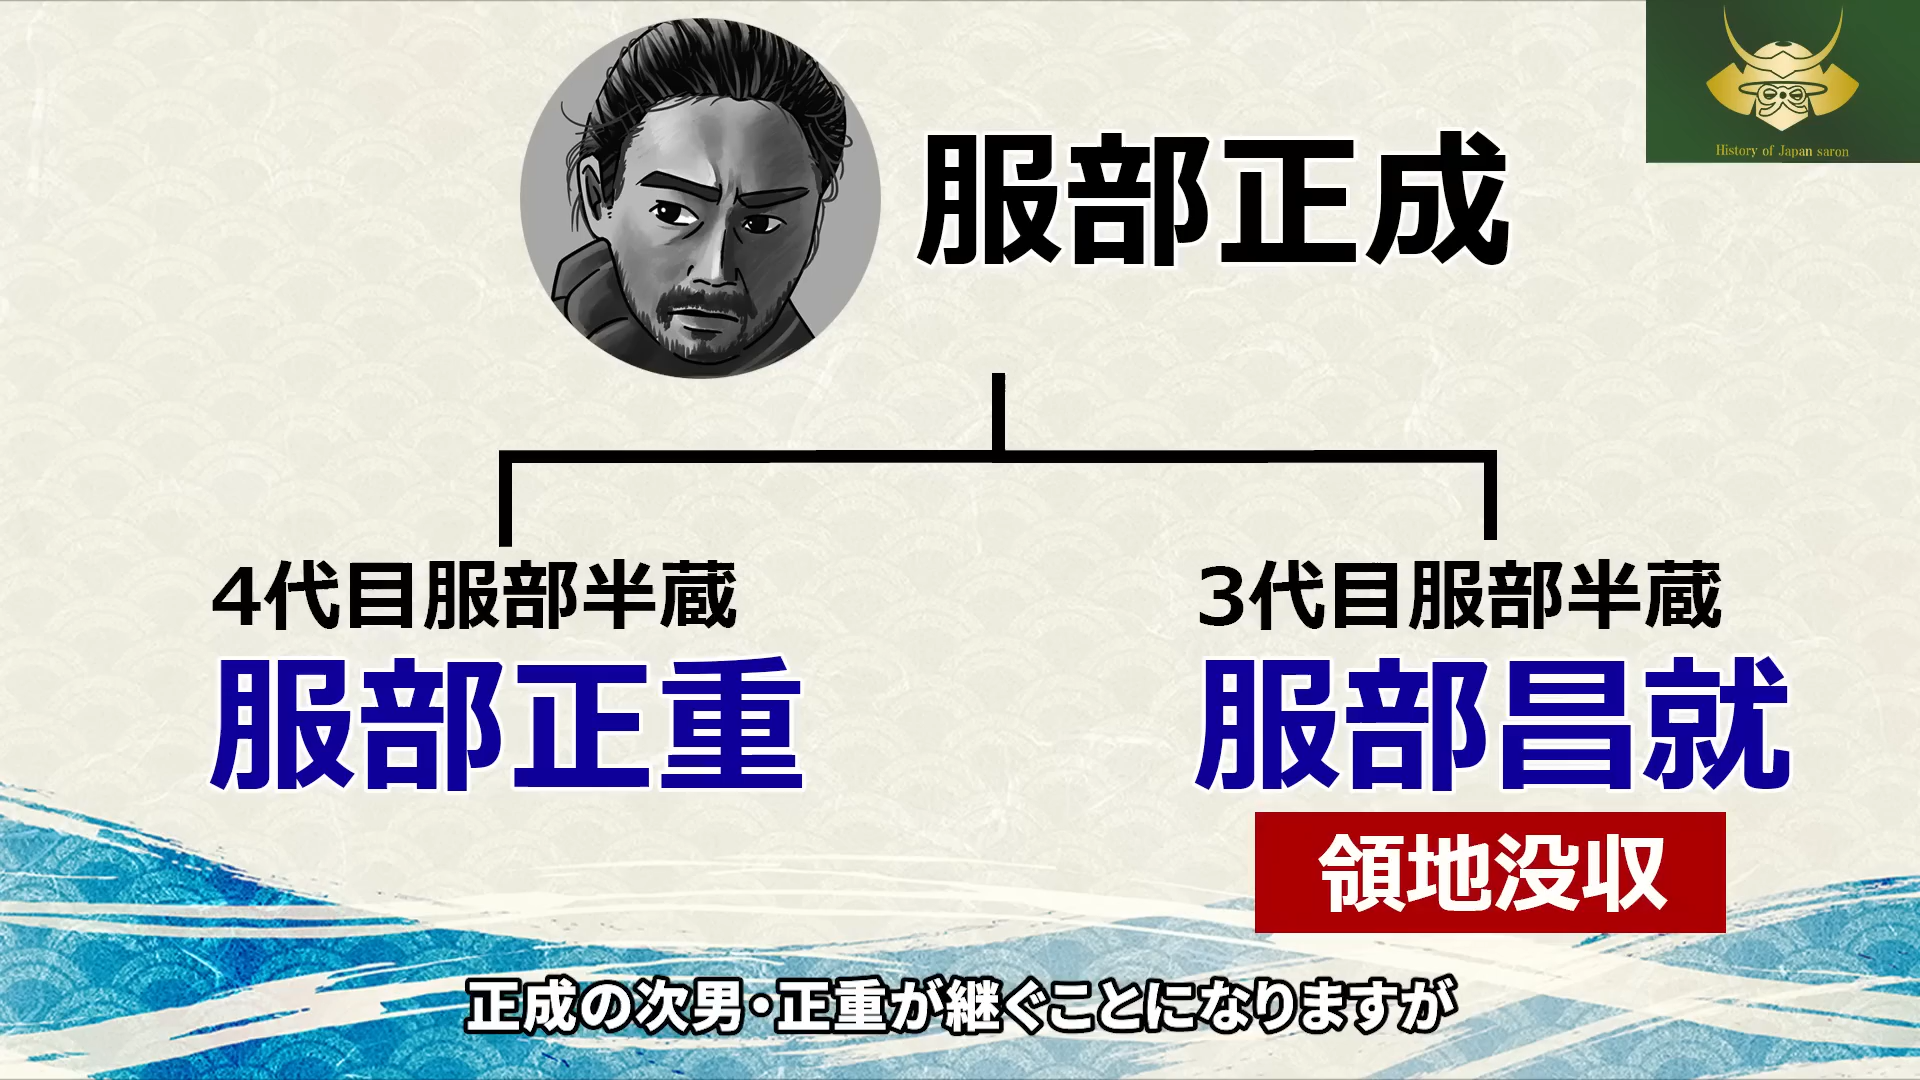 History of Japan saron
服部正成
4代目服部半蔵
服部正重
3代目服部半蔵
服部昌就
領地没収
正成の次男・正重が継ぐことになりますが